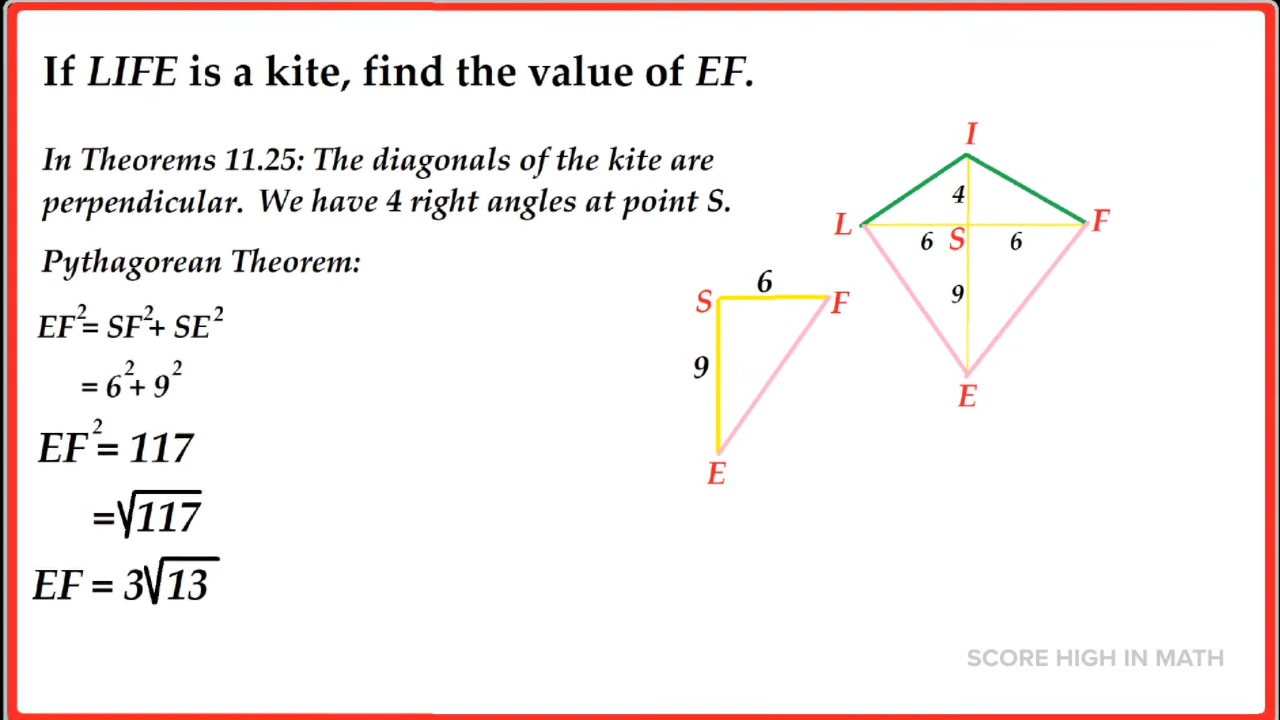 If LIFE is a kite, find the value of EF.
In Theorems 11.25: The diagonals of the kite are
perpendicular. We have 4 right angles at point S.
Pythagorean Theorem:
EF² = SF² + SE²
= 6² + 9²
EF² = 117
= √117
EF = 3√13
S
6
F
9
E
I
4
L
F
6
S
6
9
E
SCORE HIGH IN MATH